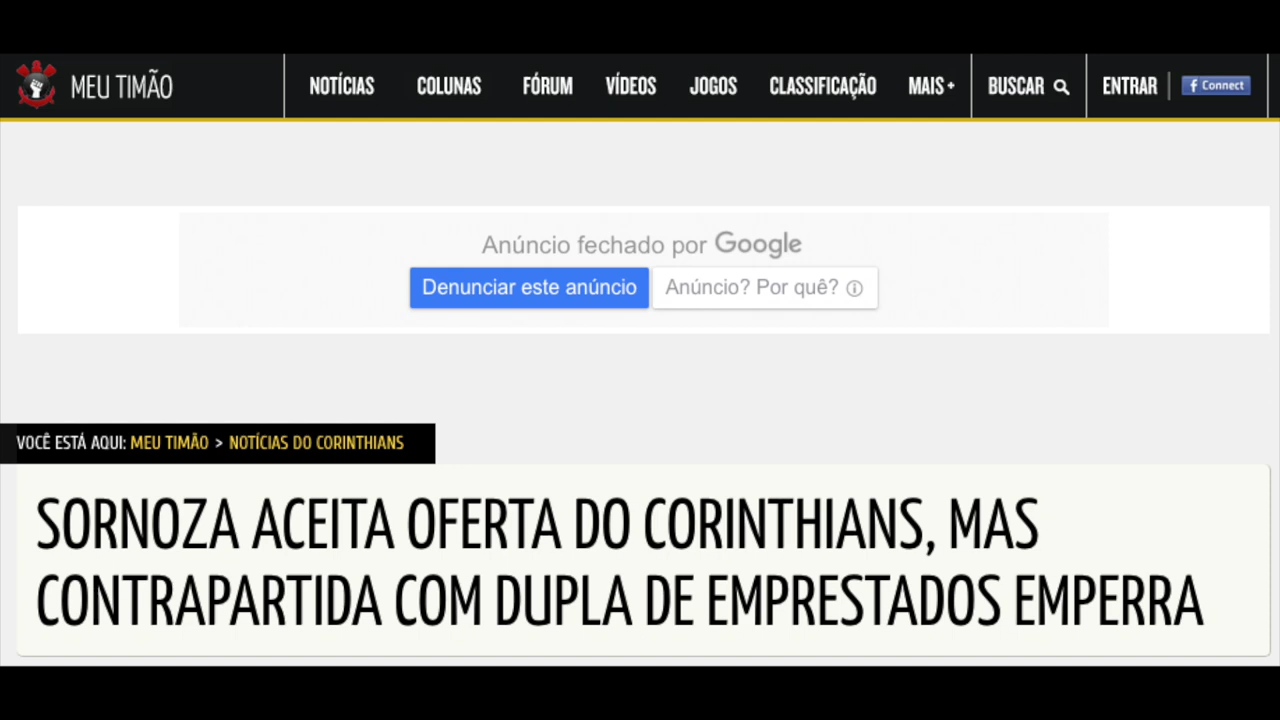 MEU TIMÃO NOTÍCIAS COLUNAS FÓRUM VÍDEOS JOGOS CLASSIFICAÇÃO MAIS+ BUSCAR ENTRAR f Connect
Anúncio fechado por Google
Denunciar este anúncio Anúncio? Por quê?
VOCÊ ESTÁ AQUI: MEU TIMÃO > NOTÍCIAS DO CORINTHIANS
SORNOZA ACEITA OFERTA DO CORINTHIANS, MAS
CONTRAPARTIDA COM DUPLA DE EMPRESTADOS EMPERRA